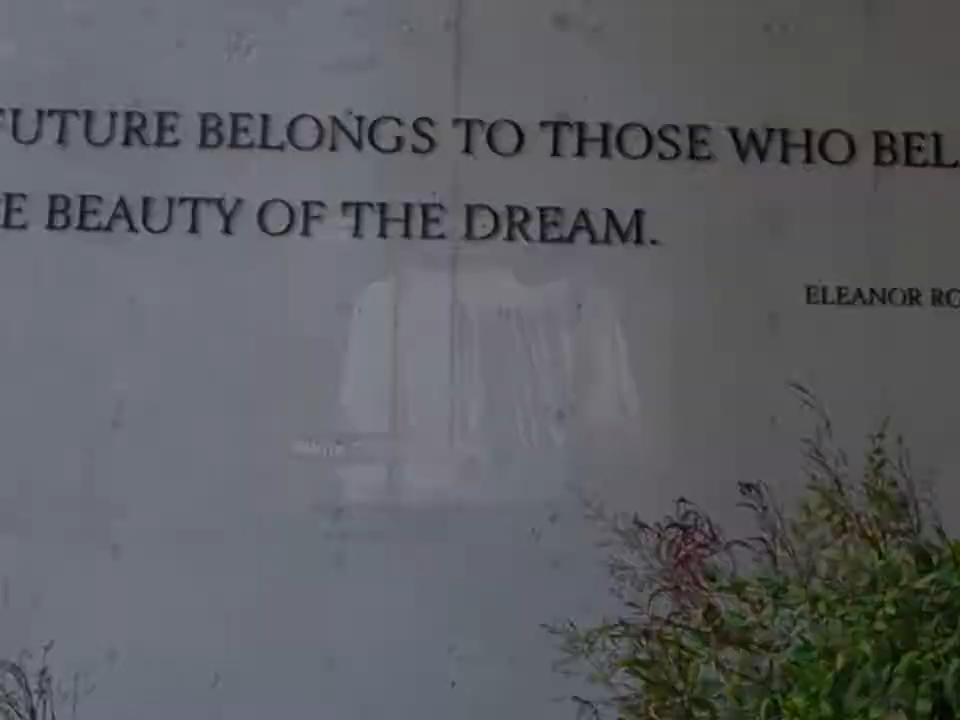 FUTURE BELONGS TO THOSE WHO BEL
E BEAUTY OF THE DREAM.
ELEANOR RO